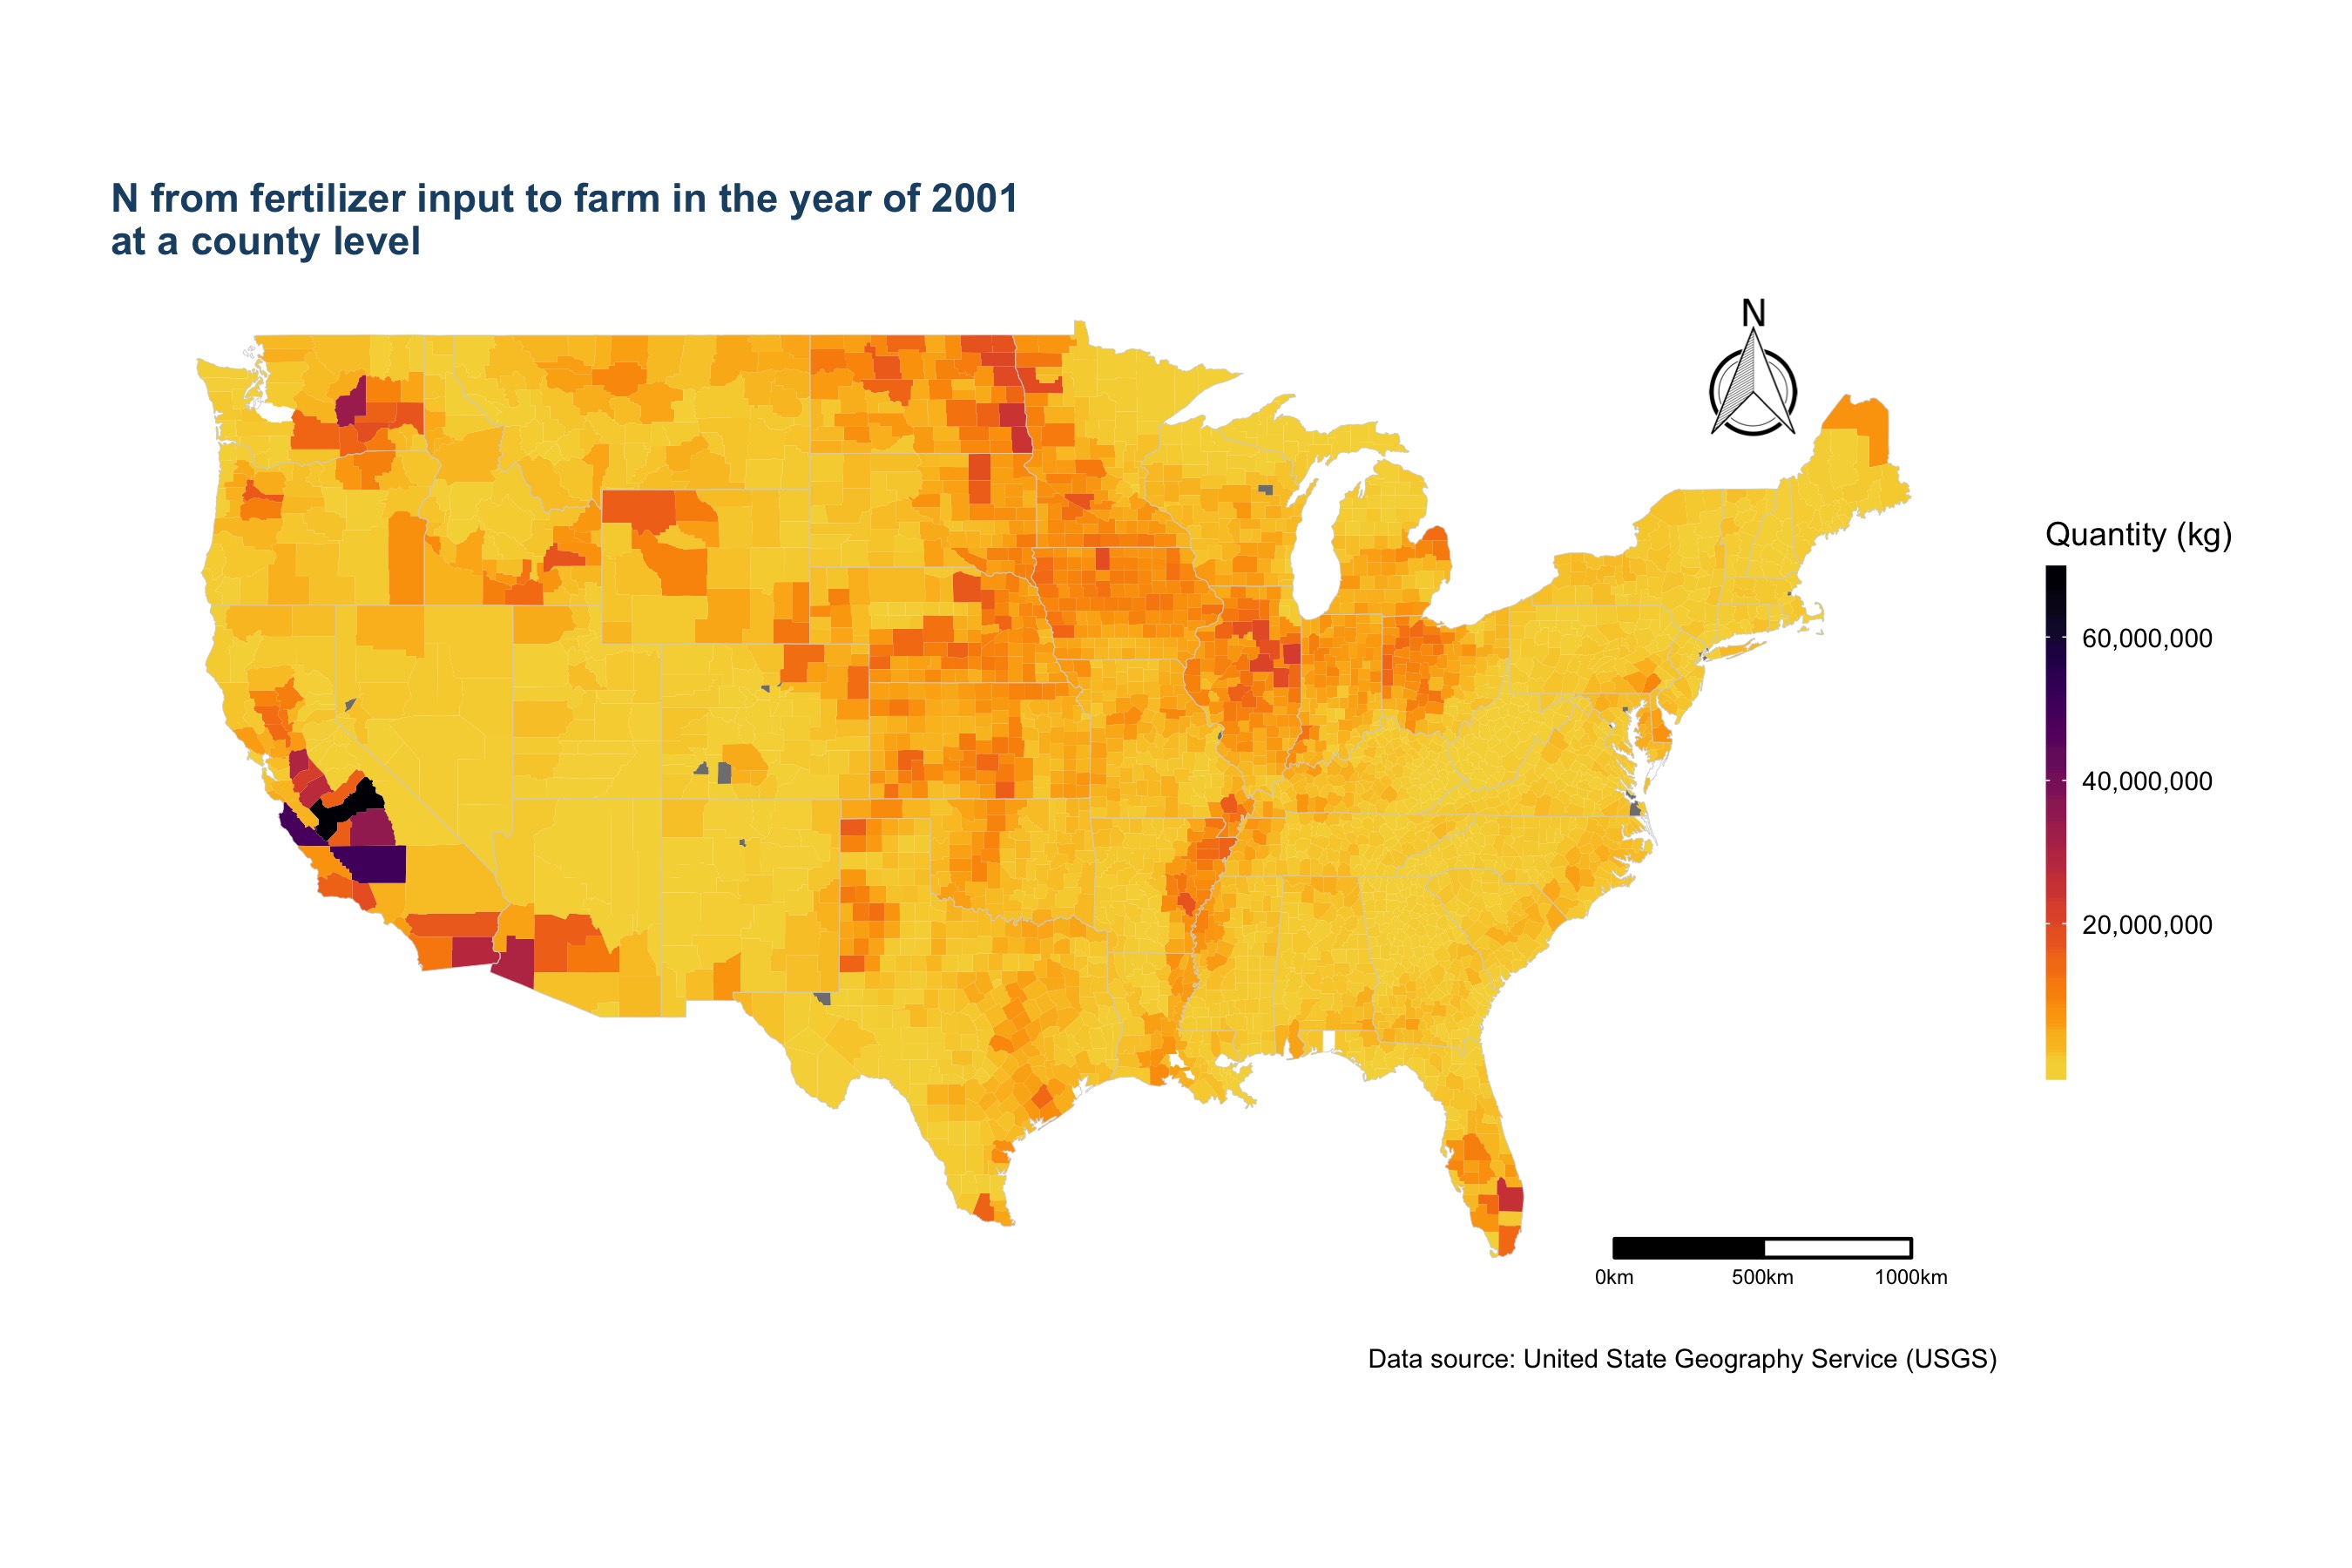 N from fertilizer input to farm in the year of 2001
at a county level
N
Quantity (kg)
60,000,000
40,000,000
20,000,000
0km 500km 1000km
Data source: United State Geography Service (USGS)